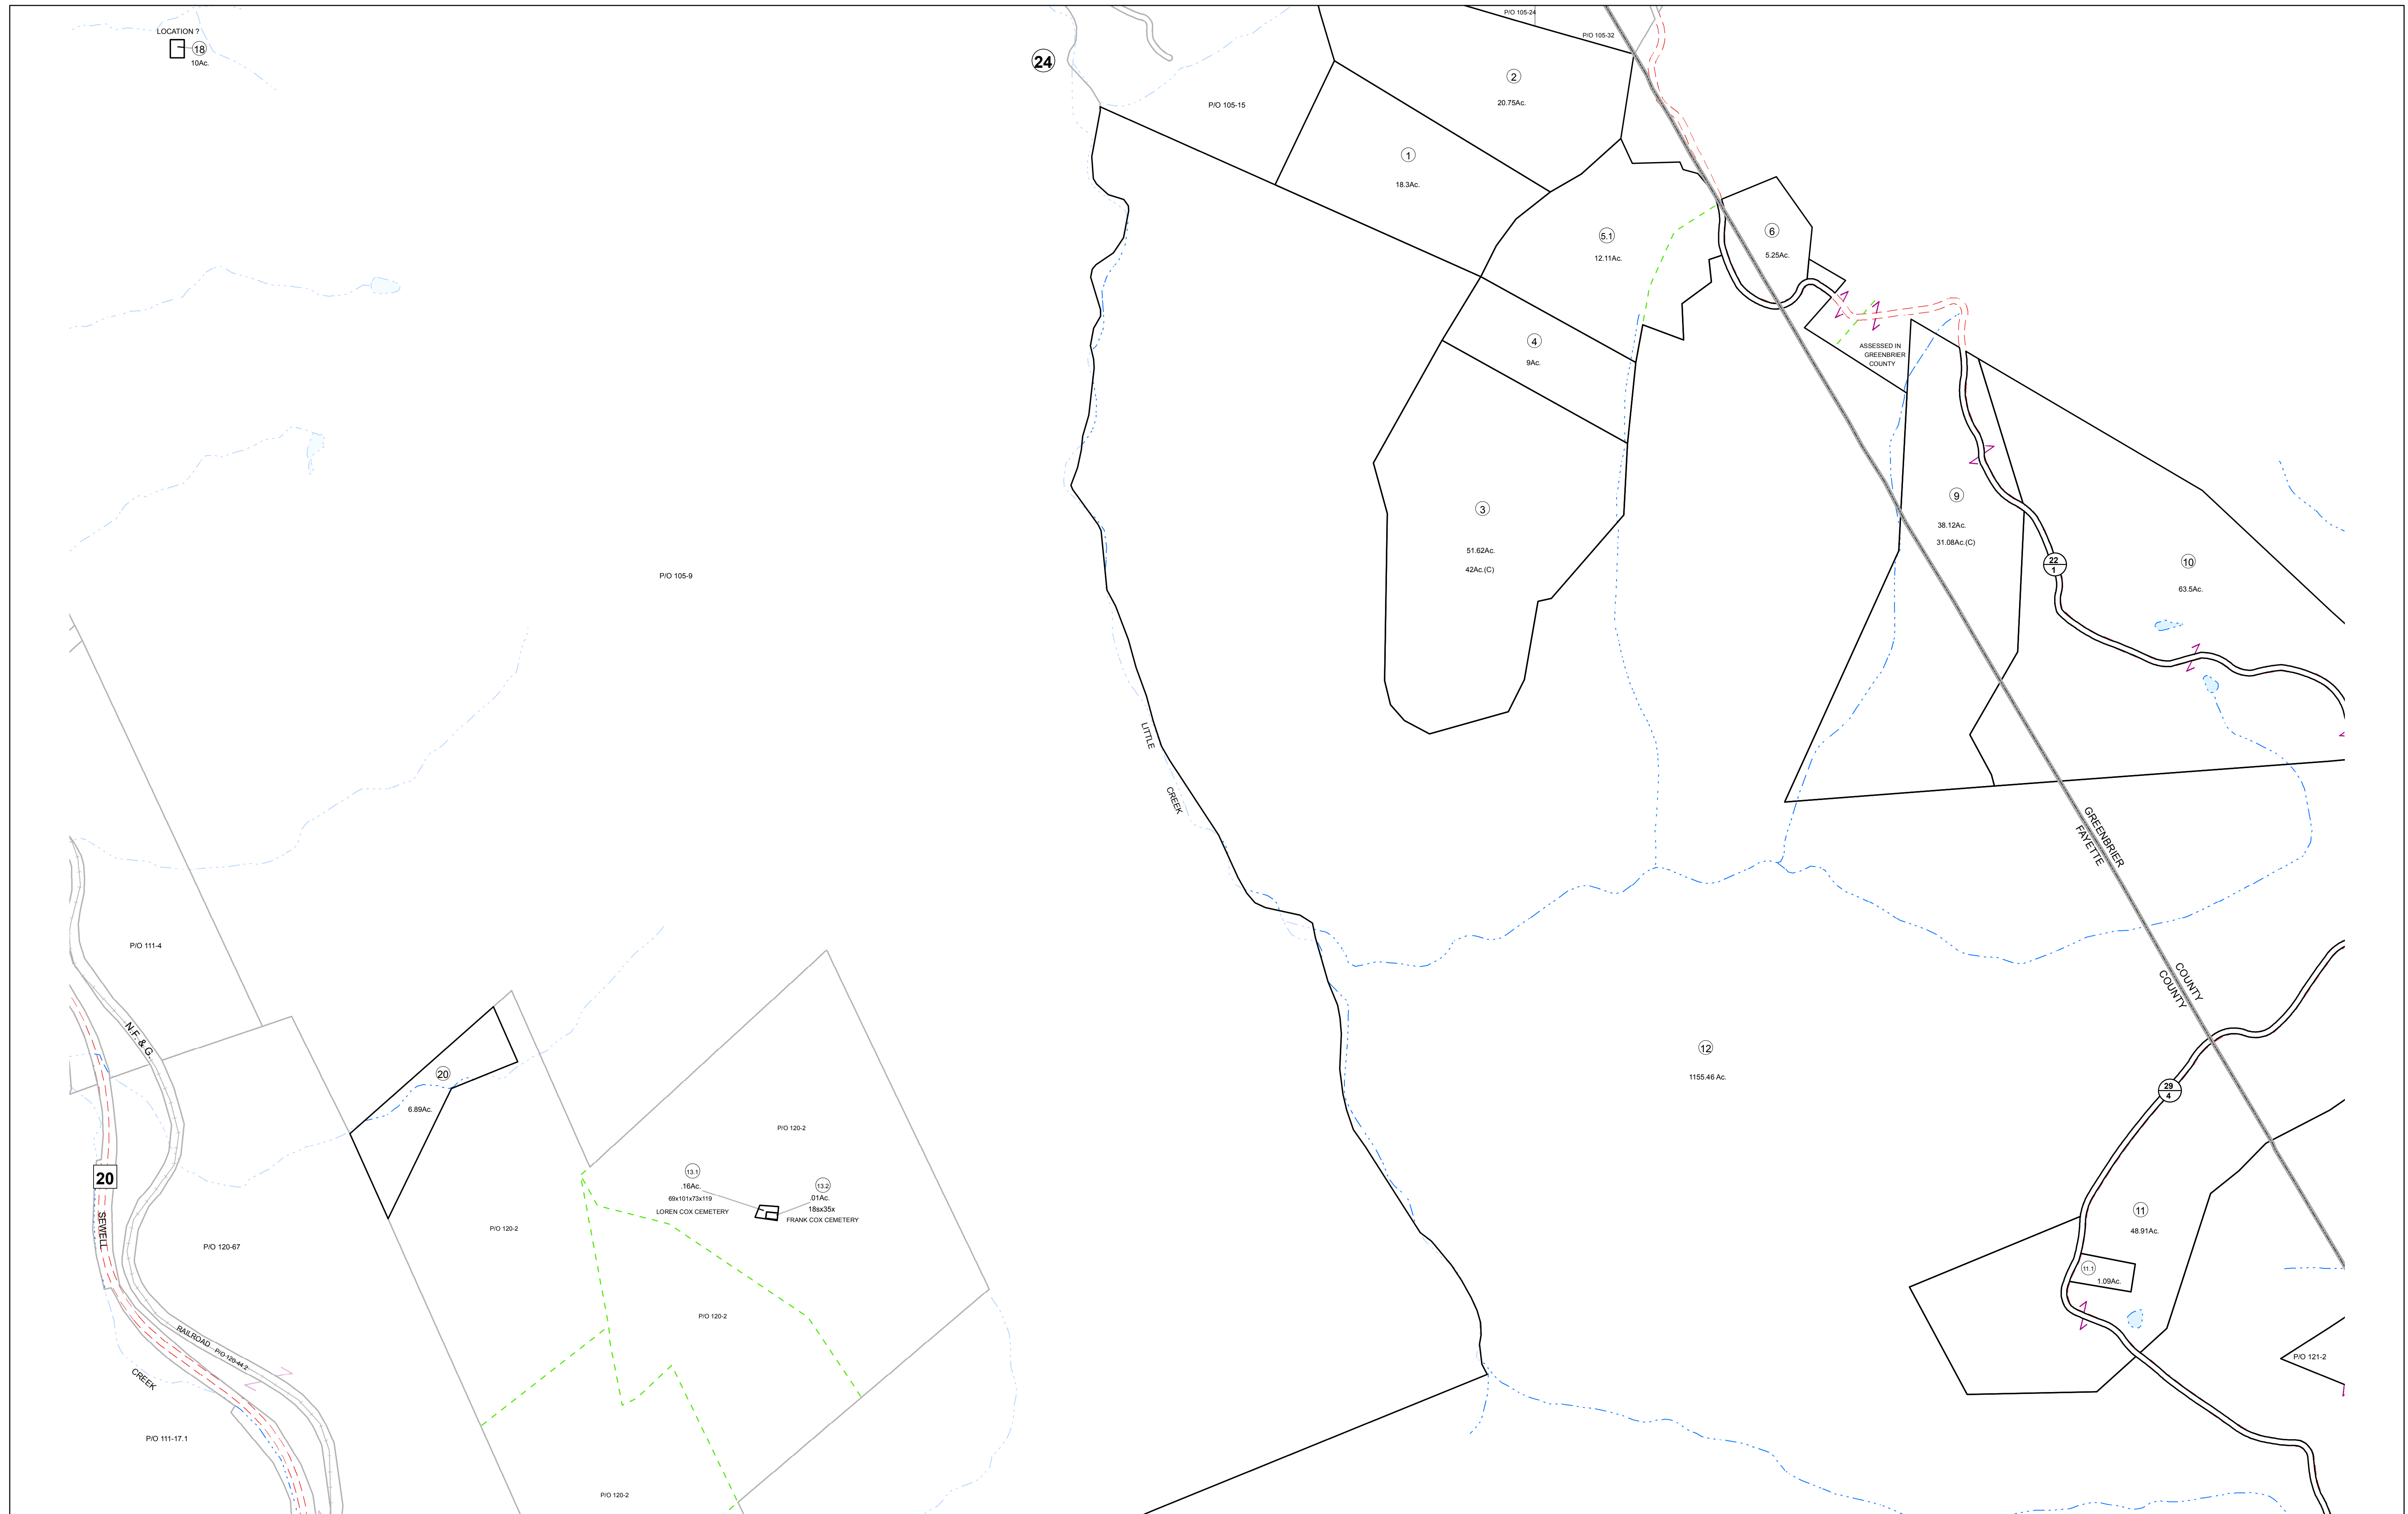 P/O 105-24
LOCATION ?
18
10Ac.
P/O 105-32
24
2
20.75Ac.
P/O 105-15
1
18.3Ac.
6
5.25Ac.
5.1
12.11Ac.
4
9Ac.
ASSESSED IN
GREENBRIER
COUNTY
9
38.12Ac.
31.08Ac.(C)
3
51.62Ac.
42Ac.(C)
22
1
10
63.5Ac.
P/O 105-9
LITTLE
CREEK
GREENBRIER
FAYETTE
P/O 111-4
COUNTY
COUNTY
N.F. & G.
12
1155.46 Ac.
29
4
20
6.89Ac.
P/O 120-2
13.1
.16Ac.
69x101x73x119
LOREN COX CEMETERY
13.2
.01Ac.
18sx35x
FRANK COX CEMETERY
20
SEWELL
P/O 120-2
P/O 120-67
11
48.91Ac.
11.1
1.09Ac.
P/O 120-2
RAILROAD
P/O-120-44.2
P/O 121-2
CREEK
P/O 111-17.1
P/O 120-2